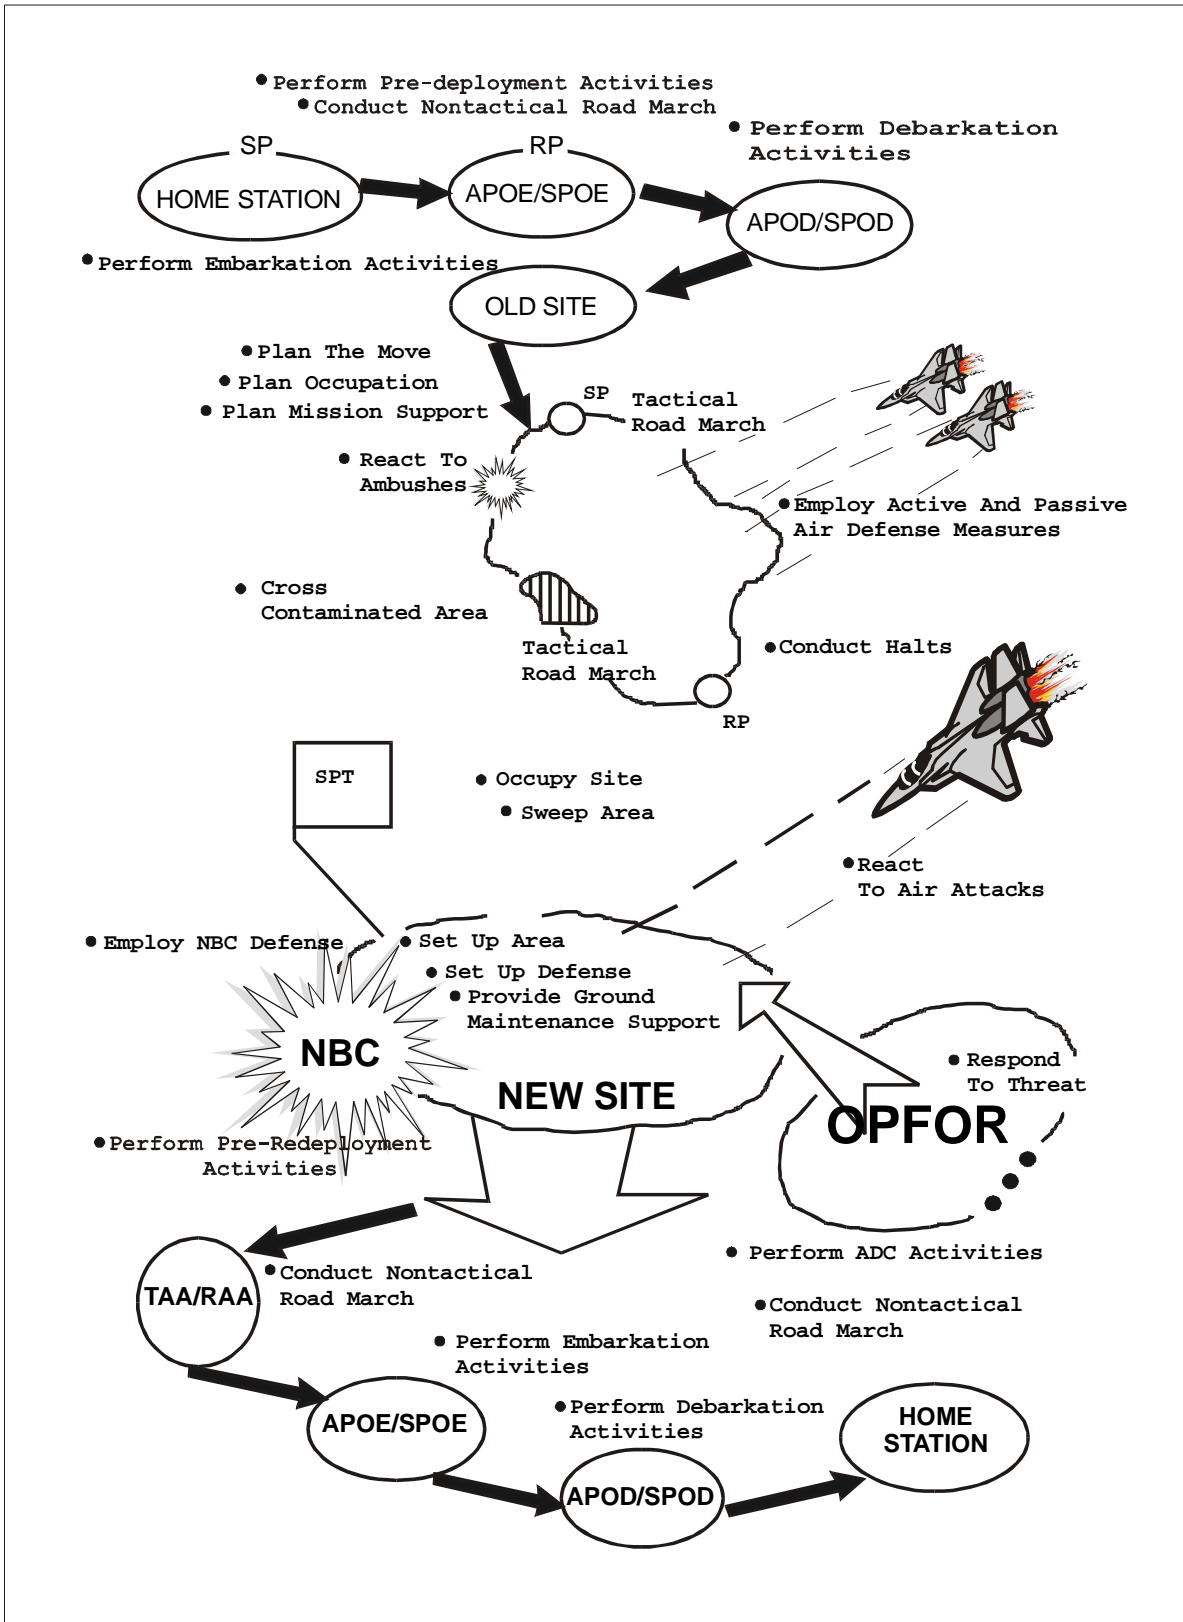 • Perform Pre-deployment Activities
• Conduct Nontactical Road March
• Perform Debarkation
Activities
SP
RP
HOME STATION
APOE/SPOE
APOD/SPOD
• Perform Embarkation Activities
OLD SITE
• Plan The Move
• Plan Occupation
• Plan Mission Support
SP
Tactical
Road March
• React To
Ambushes
• Employ Active And Passive
Air Defense Measures
• Cross
Contaminated Area
Tactical
Road March
• Conduct Halts
RP
SPT
• Occupy Site
• Sweep Area
• React
To Air Attacks
• Employ NBC Defense
• Set Up Area
• Set Up Defense
• Provide Ground
Maintenance Support
NBC
NEW SITE
• Respond
To Threat
OPFOR
• Perform Pre-Redeployment
Activities
• Perform ADC Activities
TAA/RAA
• Conduct Nontactical
Road March
• Conduct Nontactical
Road March
• Perform Embarkation
Activities
APOE/SPOE
• Perform Debarkation
Activities
HOME
STATION
APOD/SPOD